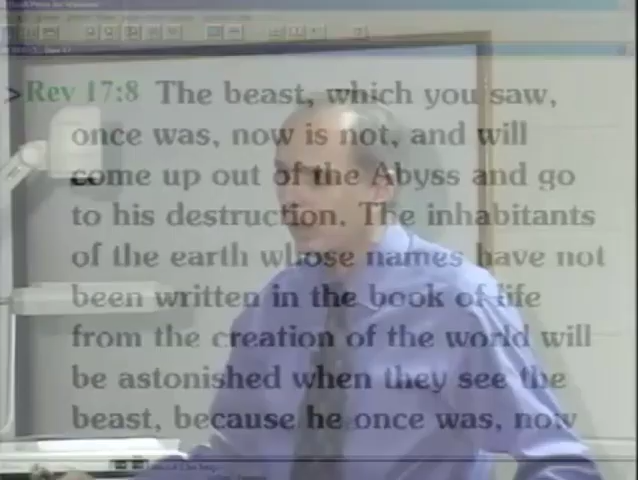 >Rev 17:8 The beast, which you saw,
once was, now is not, and will
come up out of the Abyss and go
to his destruction. The inhabitants
of the earth whose names have not
been written in the book of life
from the creation of the world will
be astonished when they see the
beast, because he once was, now